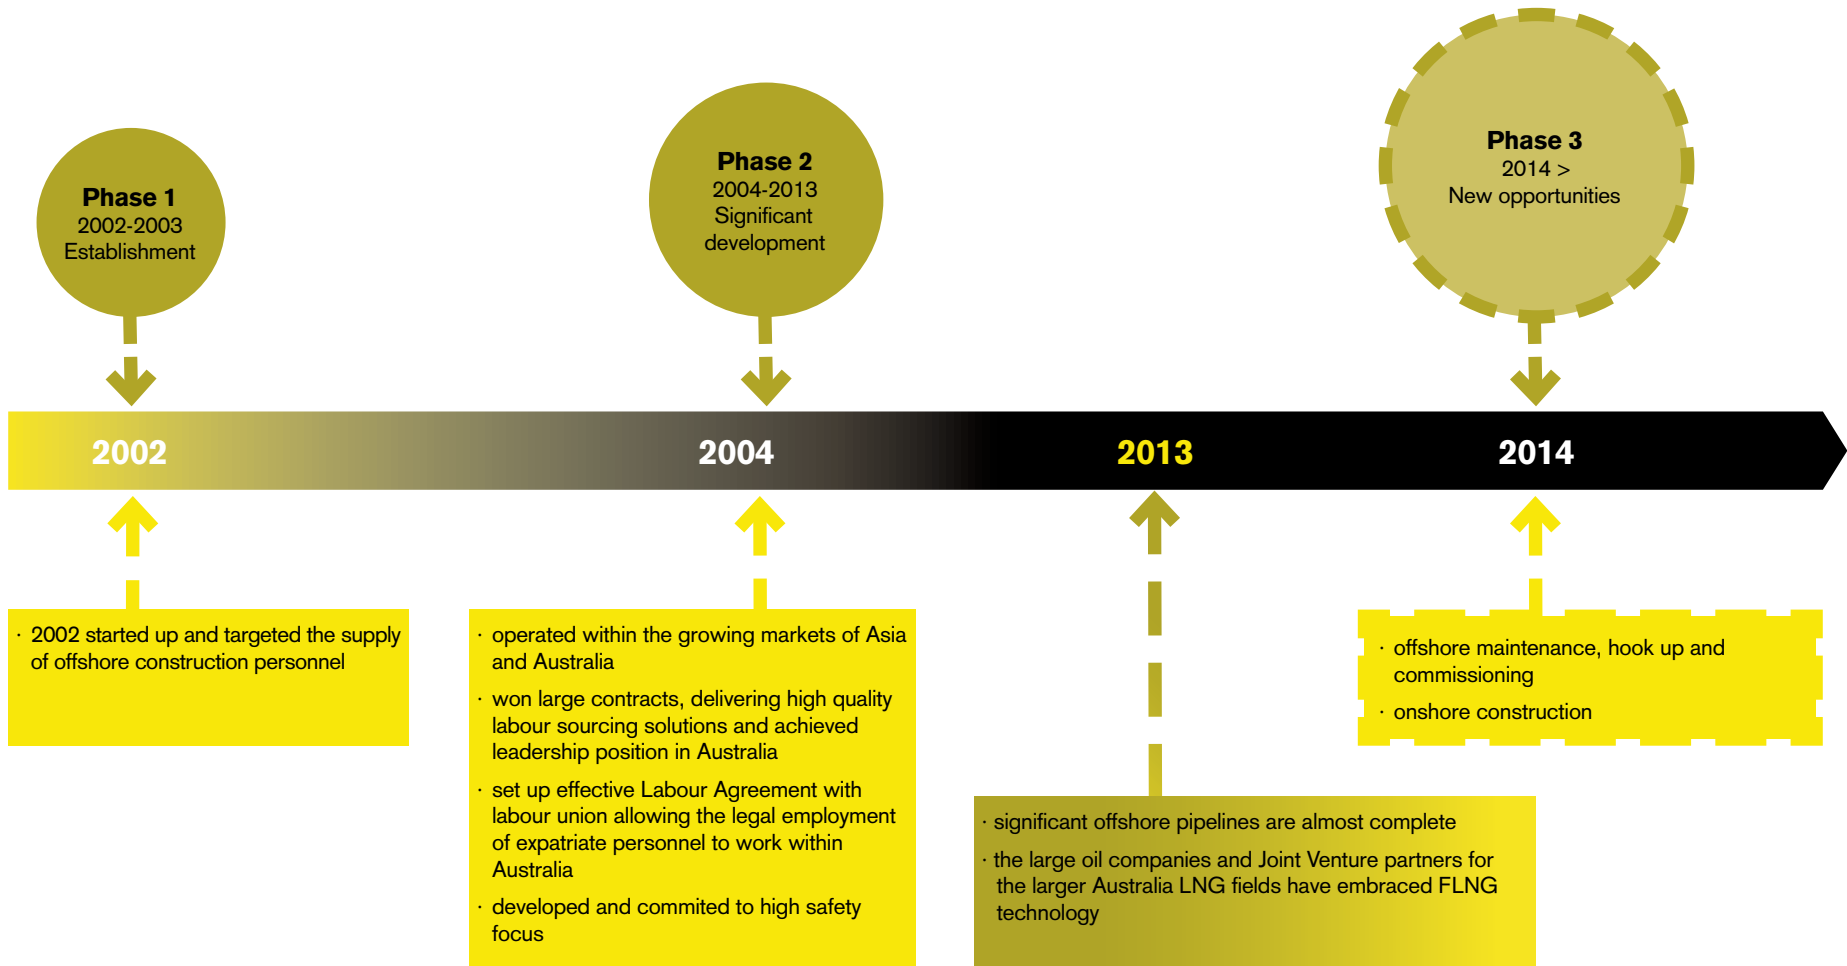 Phase 1
2002-2003
Establishment
Phase 2
2004-2013
Significant
development
Phase 3
2014 >
New opportunities
2002
2004
2013
2014
· 2002 started up and targeted the supply
of offshore construction personnel
· operated within the growing markets of Asia
and Australia
· won large contracts, delivering high quality
labour sourcing solutions and achieved
leadership position in Australia
· set up effective Labour Agreement with
labour union allowing the legal employment
of expatriate personnel to work within
Australia
· developed and commited to high safety
focus
· significant offshore pipelines are almost complete
· the large oil companies and Joint Venture partners for
the larger Australia LNG fields have embraced FLNG
technology
· offshore maintenance, hook up and
commissioning
· onshore construction